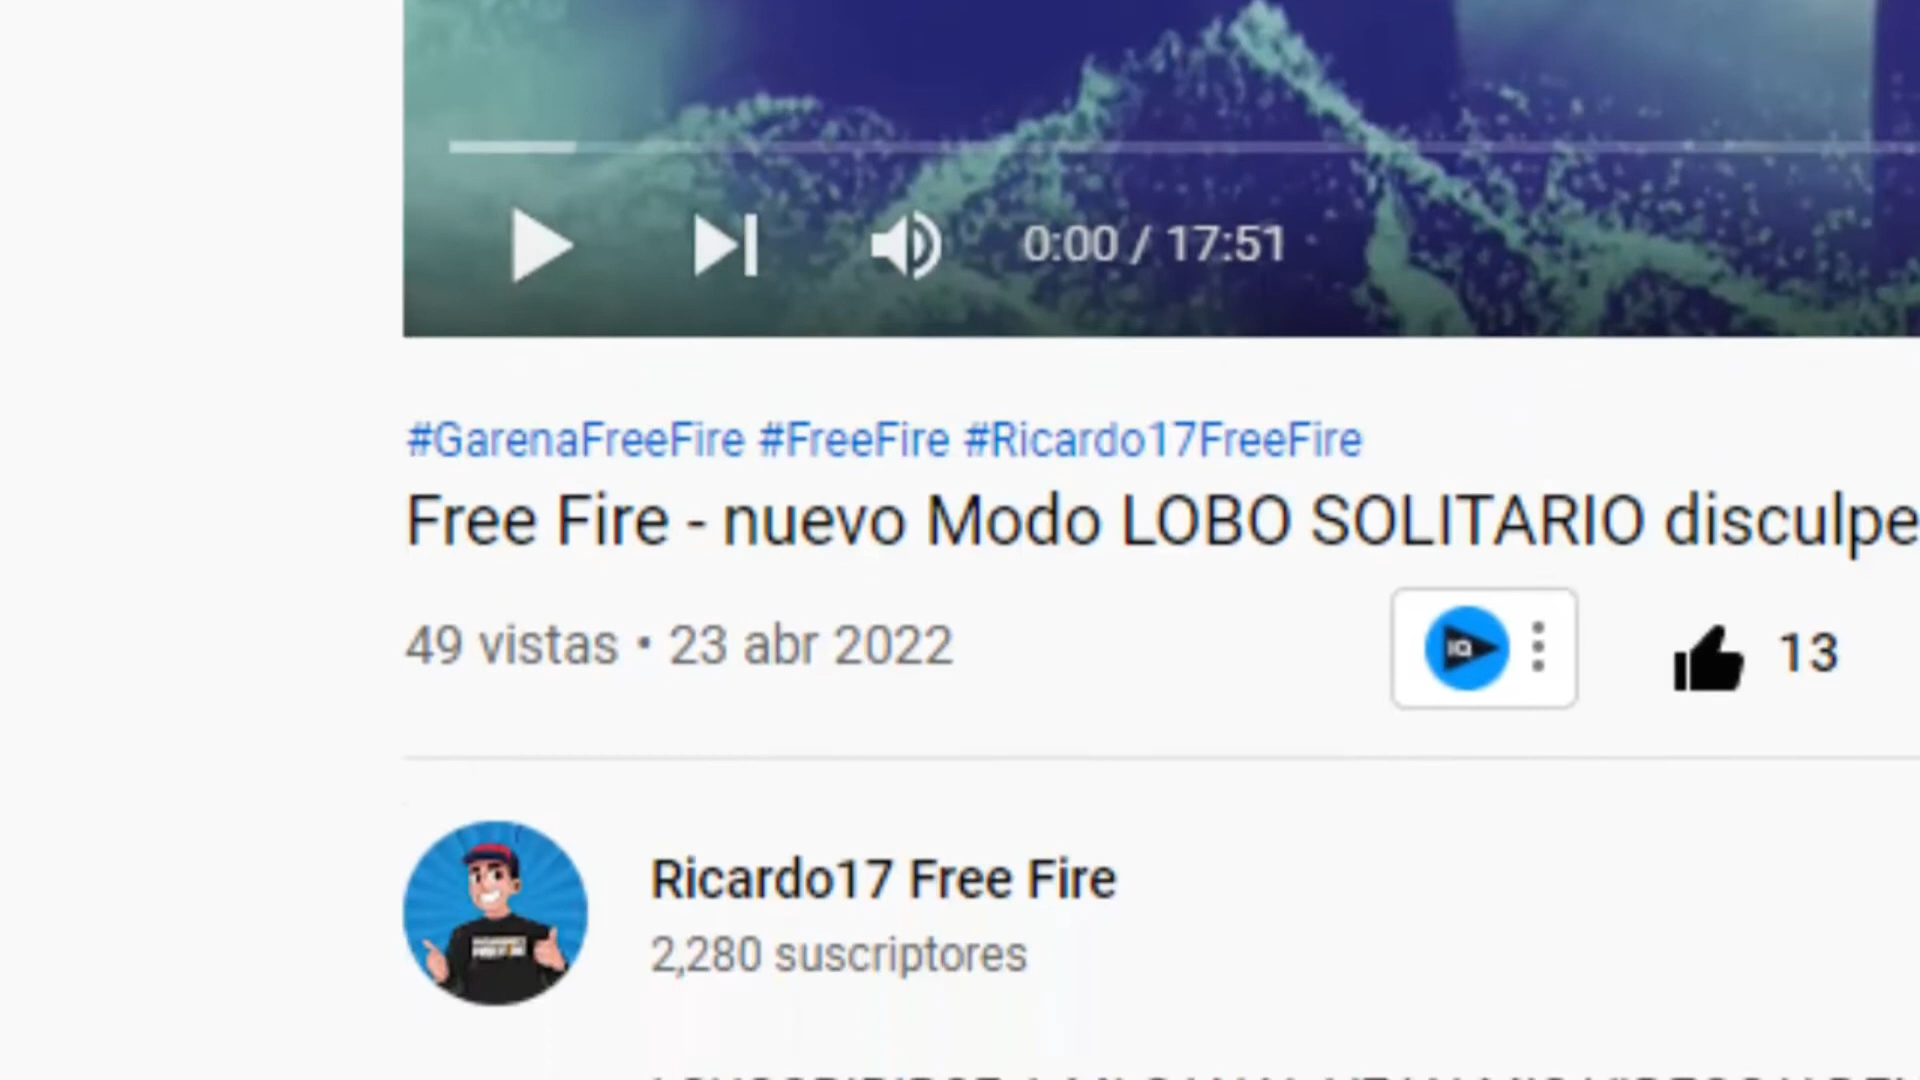 0:00 / 17:51
#GarenaFreeFire #FreeFire #Ricardo17FreeFire
Free Fire - nuevo Modo LOBO SOLITARIO disculpe
49 vistas • 23 abr 2022
IQ
13
Ricardo17 Free Fire
2,280 suscriptores